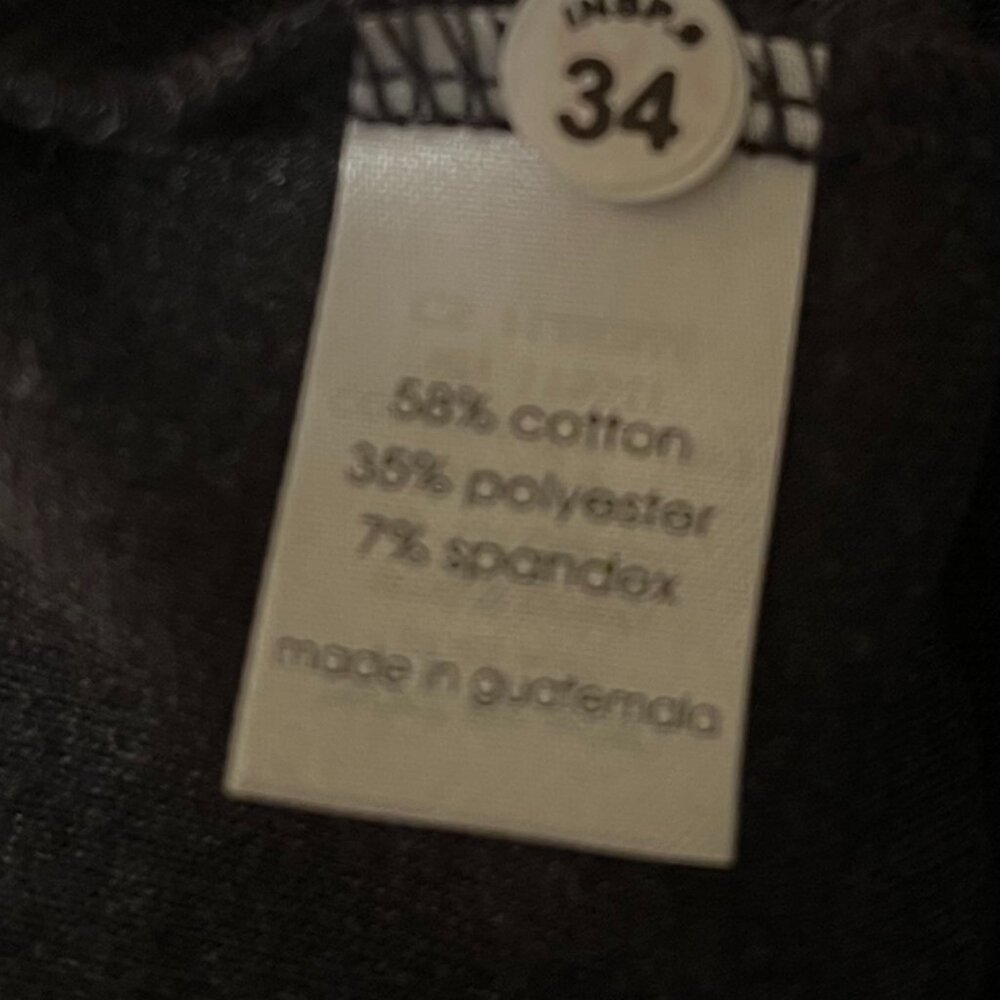 INSP.
34
58% cotton
35% polyester
7% spandex
made in guatemala